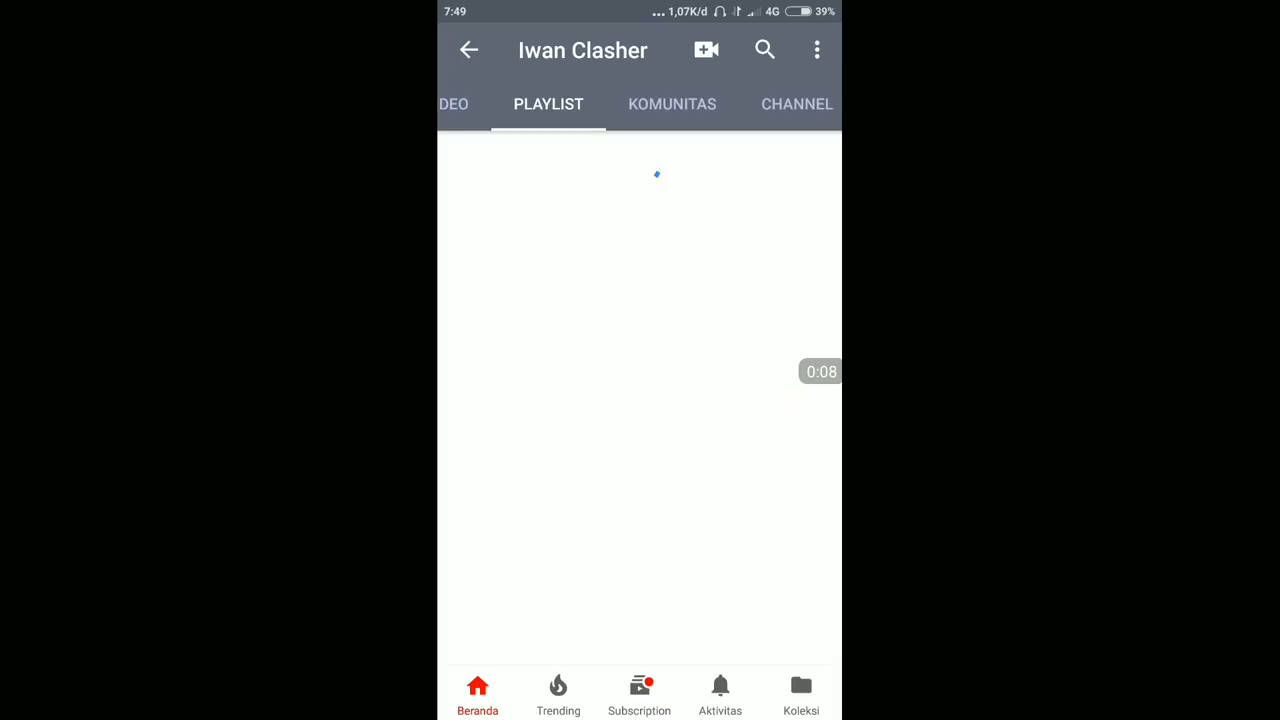 7:49 ... 1,07K/d 4G 39%
Iwan Clasher
DEO PLAYLIST KOMUNITAS CHANNEL
0:08
Beranda Trending Subscription Aktivitas Koleksi